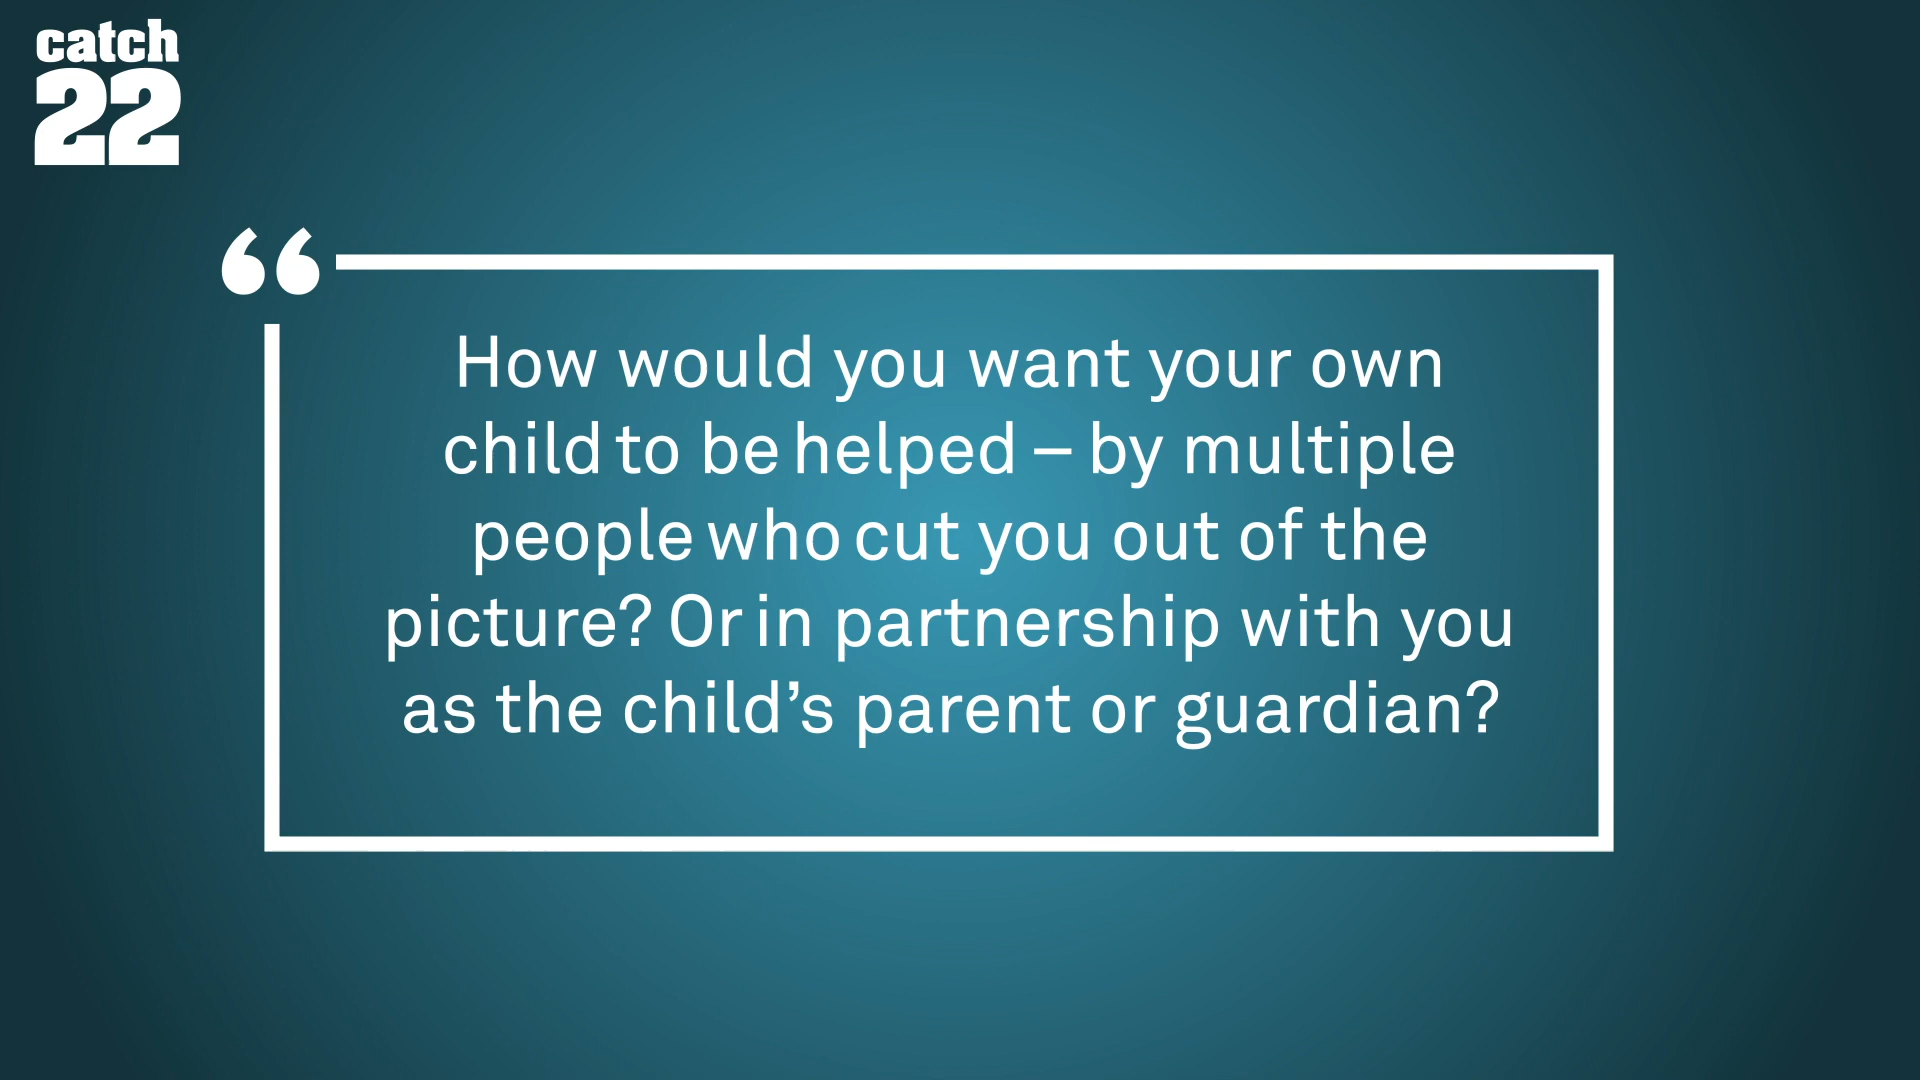 catch
22
“
How would you want your own
child to be helped – by multiple
people who cut you out of the
picture? Or in partnership with you
as the child’s parent or guardian?